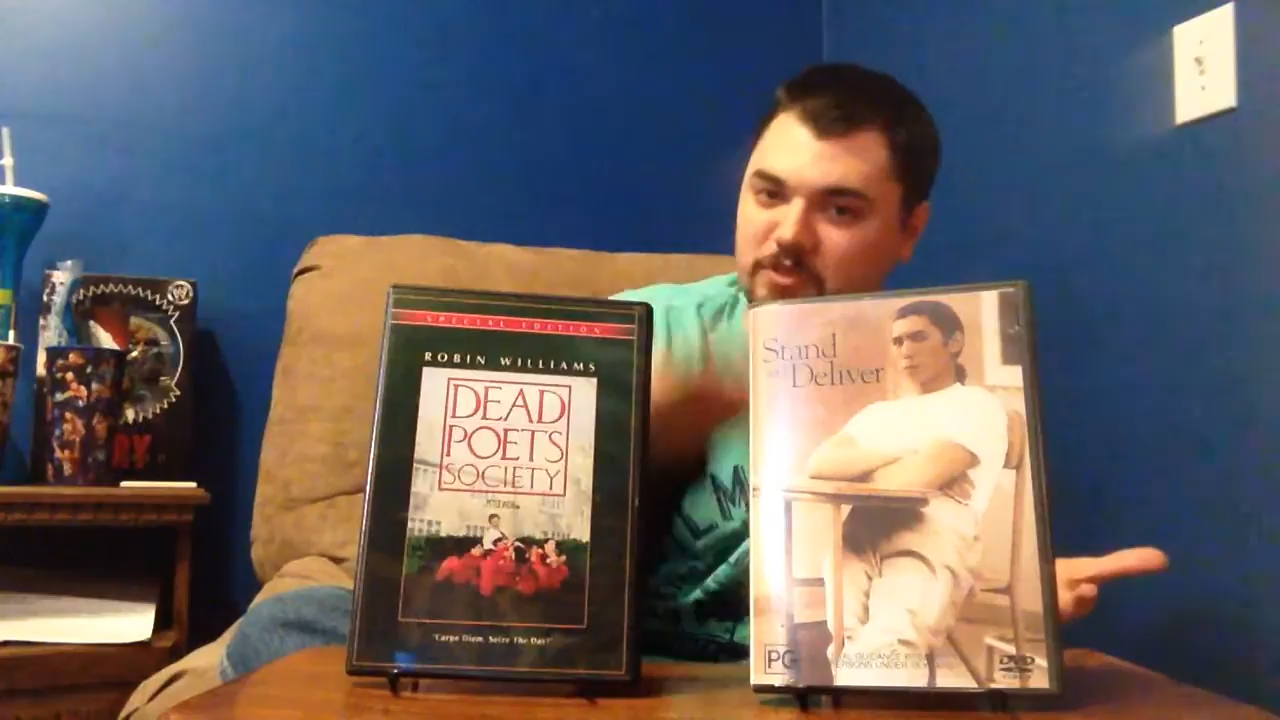 SPECIAL EDITION
ROBIN WILLIAMS
DEAD
POETS
SOCIETY
"Carpe Diem. Seize The Day!"
Stand
Deliver
PG
DVD